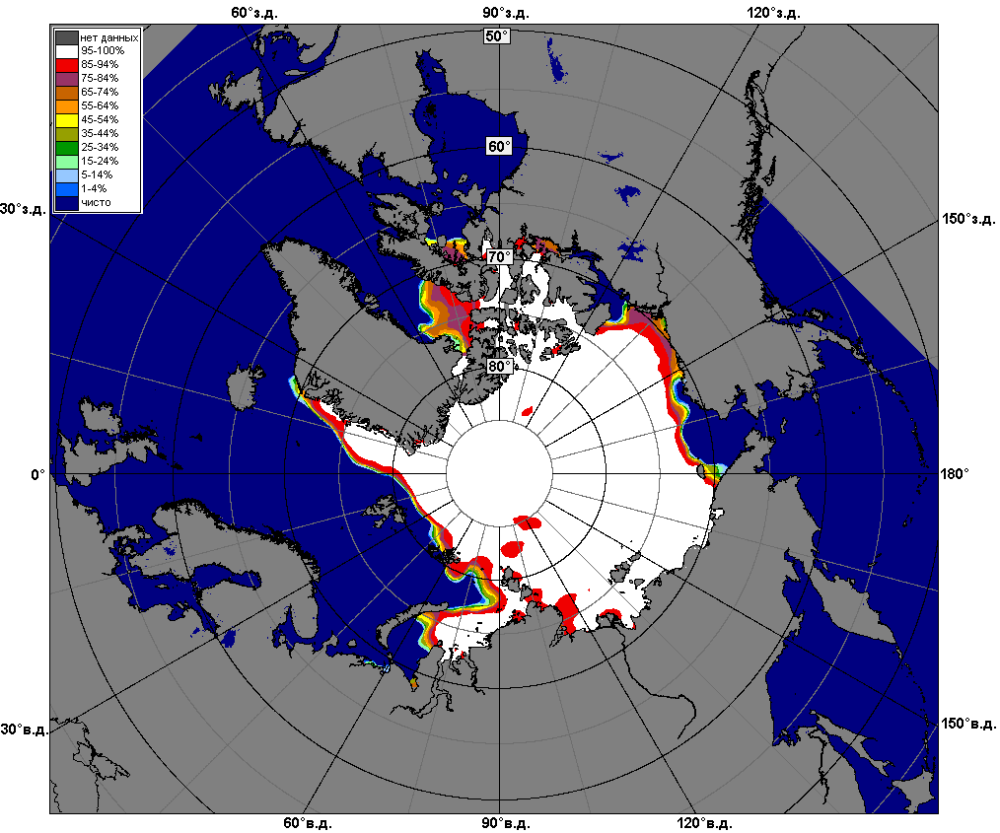 60°з.д.
90°з.д.
120°з.д.
нет данных
95-100%
85-94%
75-84%
65-74%
55-64%
45-54%
35-44%
25-34%
15-24%
5-14%
1-4%
чисто
50°
60°
30°з.д.
150°з.д.
70°
80°
0°
180°
30°в.д.
150°в.д.
60°в.д.
90°в.д.
120°в.д.